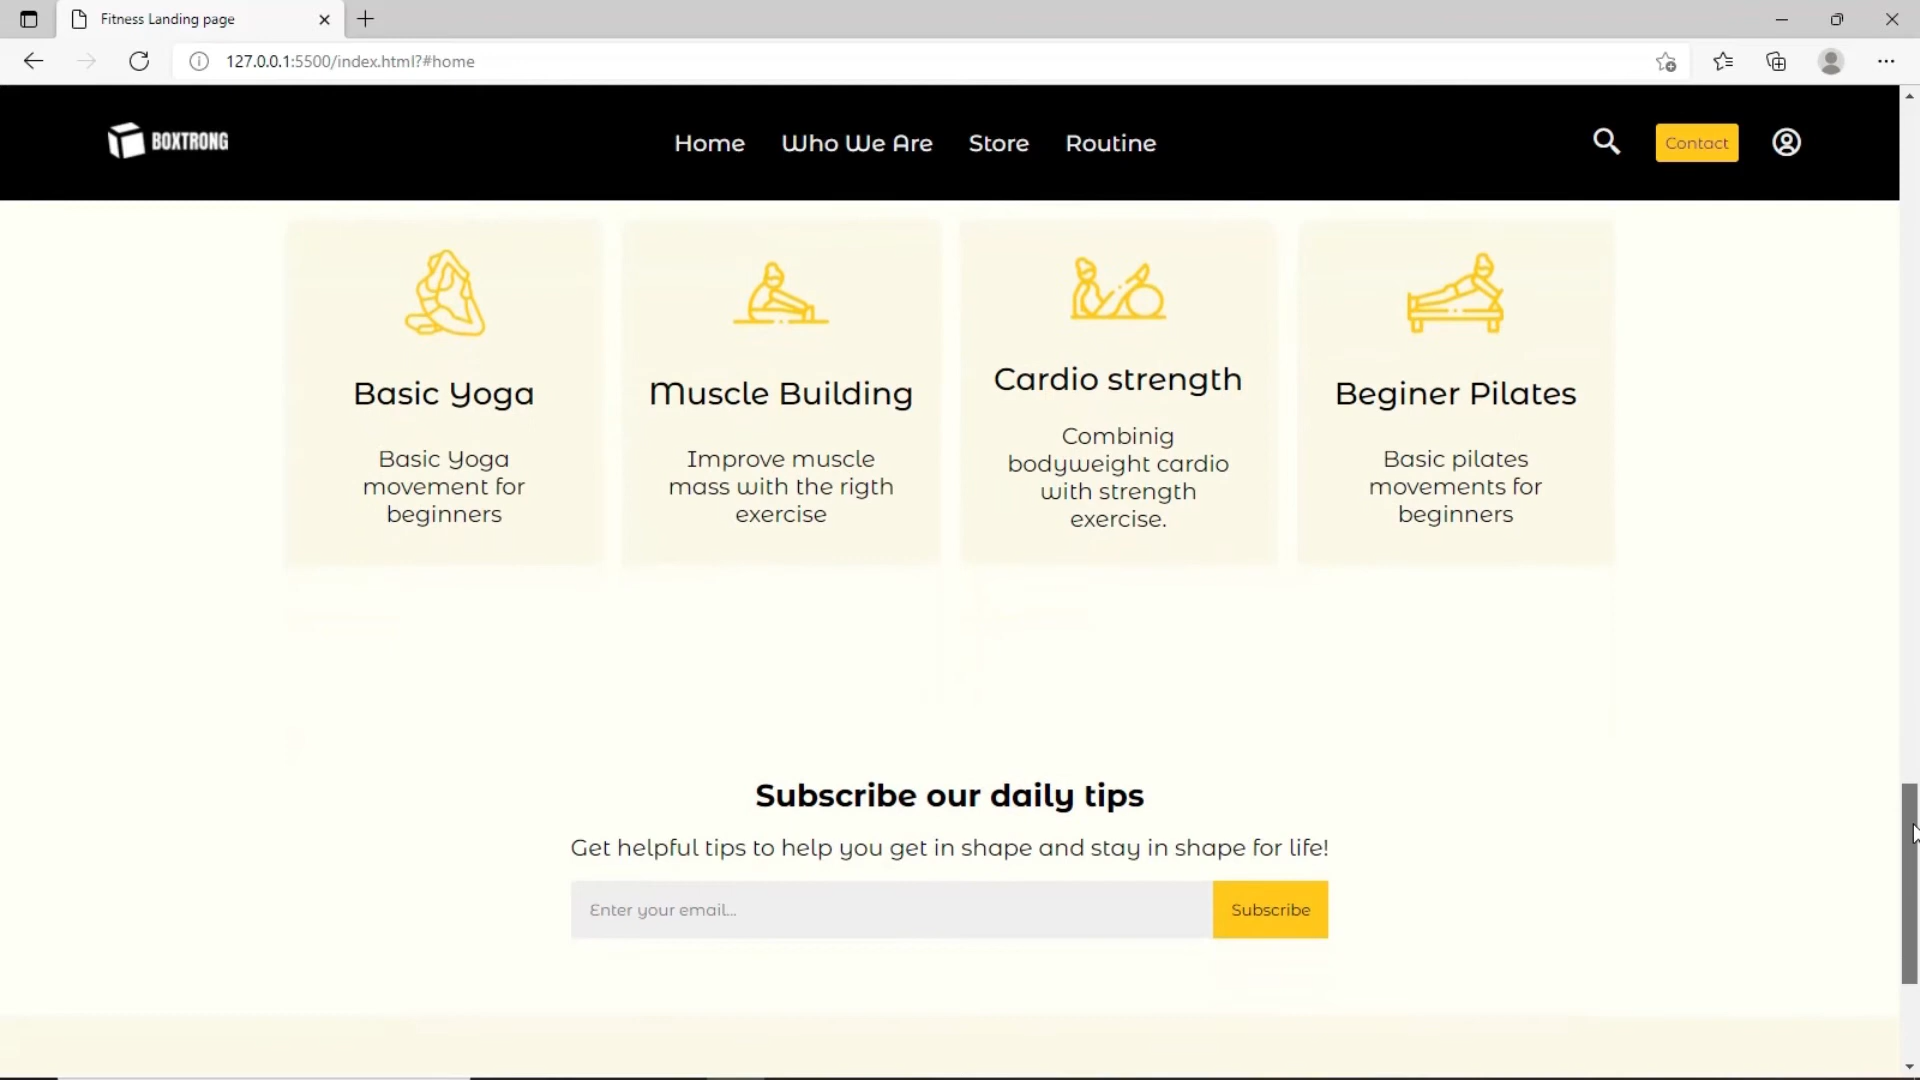 Fitness Landing page
127.0.0.1:5500/index.html?#home
BOXTRONG
Home Who We Are Store Routine
Contact
Basic Yoga
Basic Yoga
movement for
beginners
Muscle Building
Improve muscle
mass with the rigth
exercise
Cardio strength
Combinig
bodyweight cardio
with strength
exercise.
Beginer Pilates
Basic pilates
movements for
beginners
Subscribe our daily tips
Get helpful tips to help you get in shape and stay in shape for life!
Enter your email...
Subscribe